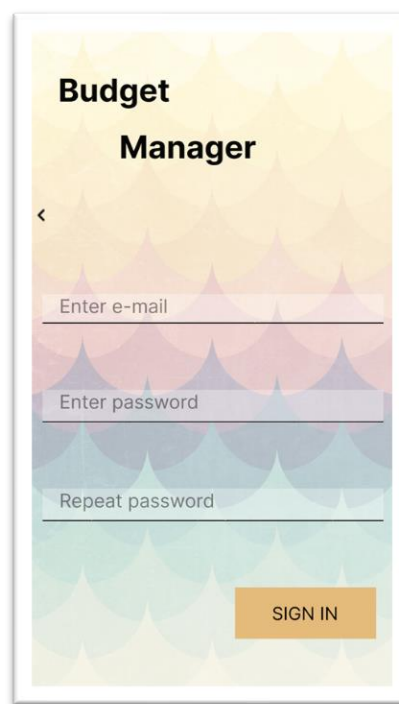 Budget
Manager
Enter e-mail
Enter password
Repeat password
SIGN IN